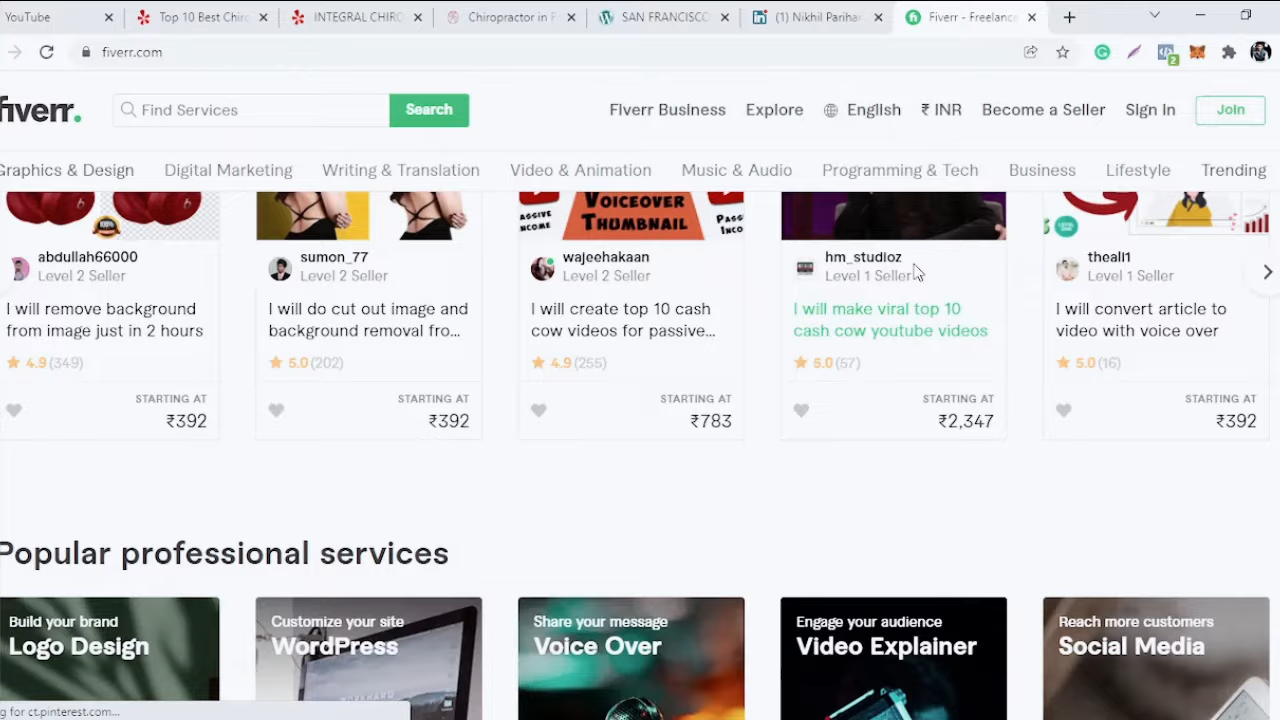 YouTube
Top 10 Best Chir
INTEGRAL CHIRO
Chiropractor in F
SAN FRANCISCO
(1) Nikhil Parihar
Fiverr - Freelance
fiverr.com
2
fiverr.
Find Services
Search
Fiverr Business
Explore
English
₹ INR
Become a Seller
Sign In
Join
Graphics & Design
Digital Marketing
Writing & Translation
Video & Animation
Music & Audio
Programming & Tech
Business
Lifestyle
Trending
100%
ASSIVE
INCOME
VOICEOVER
THUMBNAIL
PASS
INCO
abdullah66000
Level 2 Seller
I will remove background
from image just in 2 hours
4.9 (349)
STARTING AT
₹392
sumon_77
Level 2 Seller
I will do cut out image and
background removal fro...
5.0 (202)
STARTING AT
₹392
wajeehakaan
Level 2 Seller
I will create top 10 cash
cow videos for passive...
4.9 (255)
STARTING AT
₹783
hm_studioz
Level 1 Seller
I will make viral top 10
cash cow youtube videos
5.0 (57)
STARTING AT
₹2,347
theali1
Level 1 Seller
I will convert article to
video with voice over
5.0 (16)
STARTING AT
₹392
Popular professional services
Build your brand
Logo Design
Customize your site
WordPress
Share your message
Voice Over
Engage your audience
Video Explainer
Reach more customers
Social Media
g for ct.pinterest.com...